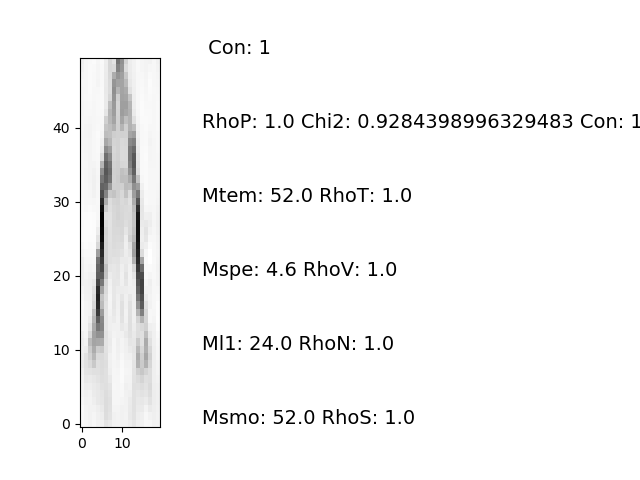 Con: 1
RhoP: 1.0 Chi2: 0.9284398996329483 Con: 1
Mtem: 52.0 RhoT: 1.0
Mspe: 4.6 RhoV: 1.0
Ml1: 24.0 RhoN: 1.0
Msmo: 52.0 RhoS: 1.0
40
30
20
10
0
0 10